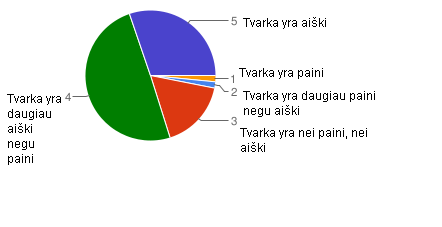 5 Tvarka yra aiški
1 Tvarka yra paini
2 Tvarka yra daugiau paini
negu aiški
3 Tvarka yra nei paini, nei
aiški
Tvarka yra 4
daugiau
aiški
negu
paini